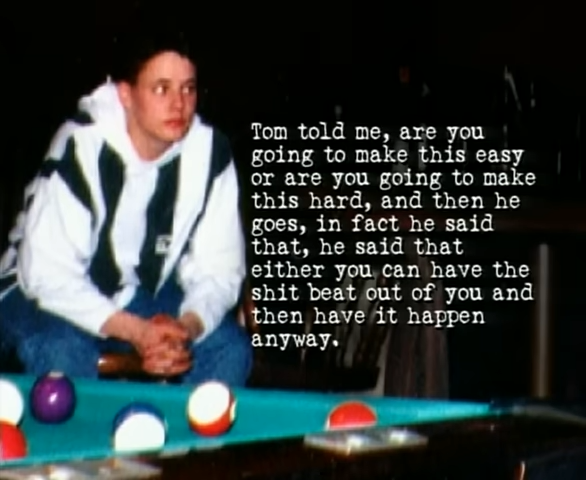 Tom told me, are you
going to make this easy
or are you going to make
this hard, and then he
goes, in fact he said
that, he said that
either you can have the
shit beat out of you and
then have it happen
anyway.